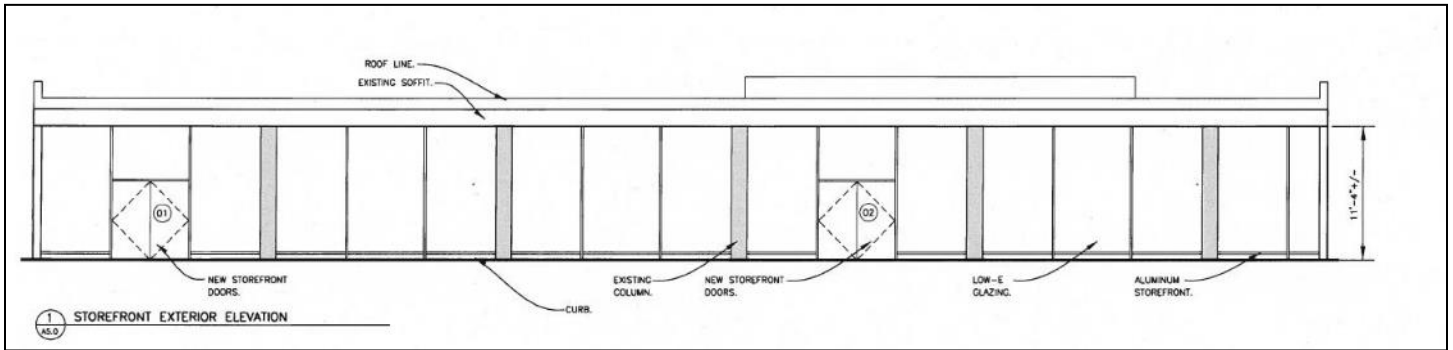 ROOF LINE.
EXISTING SOFFIT.
01
02
11'-4"+/-
NEW STOREFRONT
DOORS.
EXISTING
COLUMN.
NEW STOREFRONT
DOORS.
LOW-E
GLAZING.
ALUMINUM
STOREFRONT.
CURB.
1
A5.0
STOREFRONT EXTERIOR ELEVATION